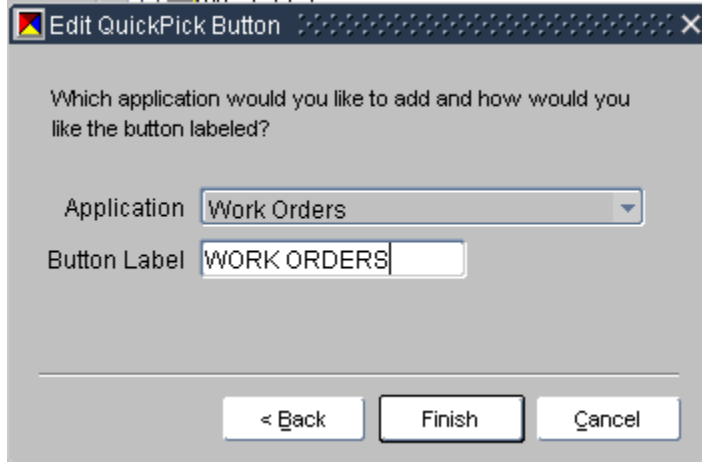 Edit QuickPick Button
Which application would you like to add and how would you
like the button labeled?
Application Work Orders
Button Label WORK ORDERS
< Back Finish Cancel